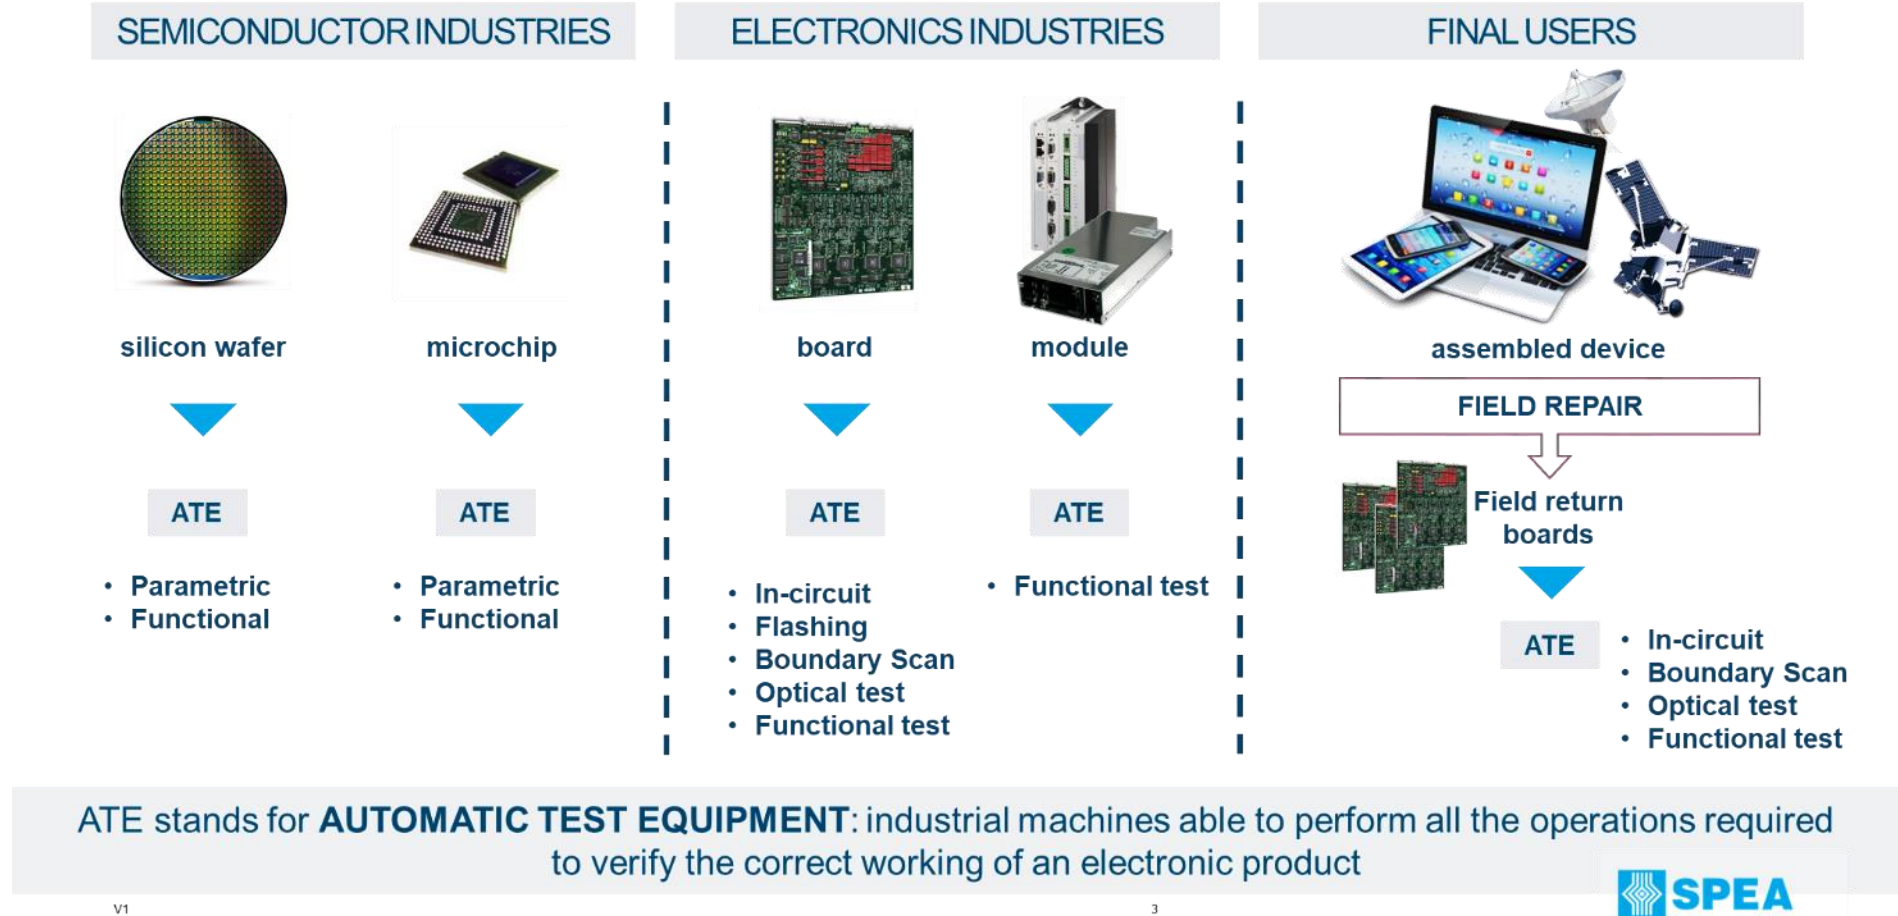 SEMICONDUCTOR INDUSTRIES
ELECTRONICS INDUSTRIES
FINAL USERS
silicon wafer
microchip
board
module
assembled device
FIELD REPAIR
Field return
boards
ATE
ATE
ATE
ATE
ATE
• Parametric
• Functional
• Parametric
• Functional
• In-circuit
• Flashing
• Boundary Scan
• Optical test
• Functional test
• Functional test
• In-circuit
• Boundary Scan
• Optical test
• Functional test
ATE stands for AUTOMATIC TEST EQUIPMENT: industrial machines able to perform all the operations required
to verify the correct working of an electronic product
V1
3
SPEA